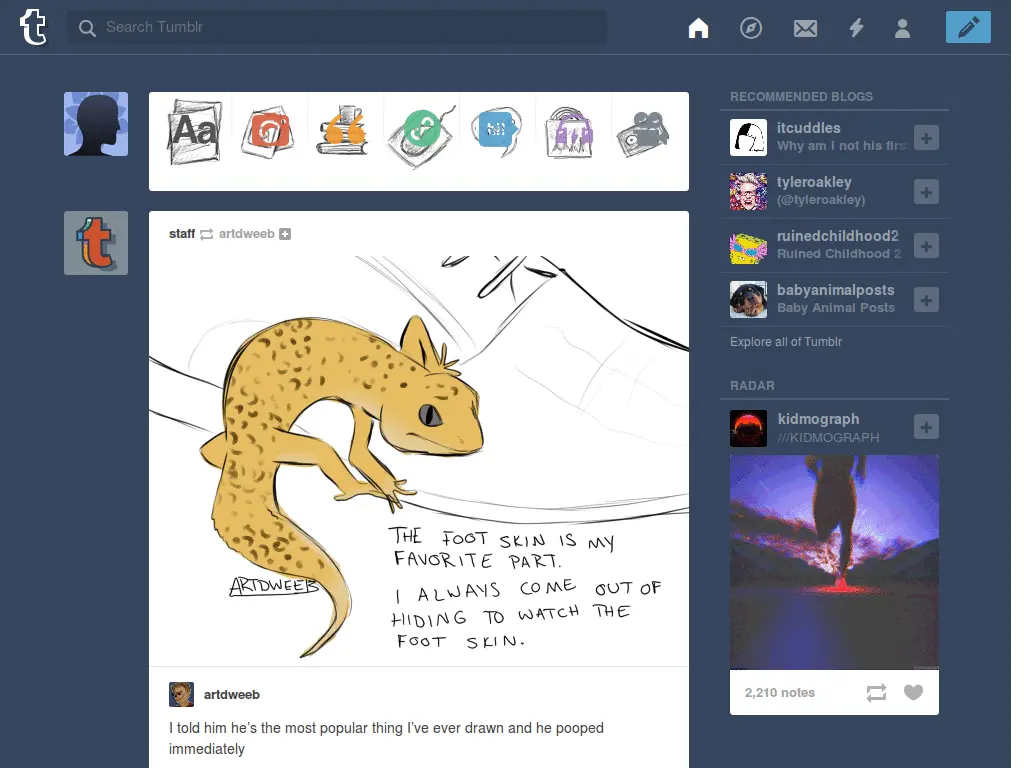 Search Tumblr
Aa
staff artdweeb
THE FOOT SKIN IS MY
FAVORITE PART.
I ALWAYS COME OUT OF
HIDING TO WATCH THE
FOOT SKIN.
ARTDWEEB
artdweeb
I told him he's the most popular thing I've ever drawn and he pooped
immediately
RECOMMENDED BLOGS
itcuddles
Why am I not his firs
tyleroakley
(@tyleroakley)
ruinedchildhood2
Ruined Childhood 2
babyanimalposts
Baby Animal Posts
Explore all of Tumblr
RADAR
kidmograph
///KIDMOGRAPH
2,210 notes